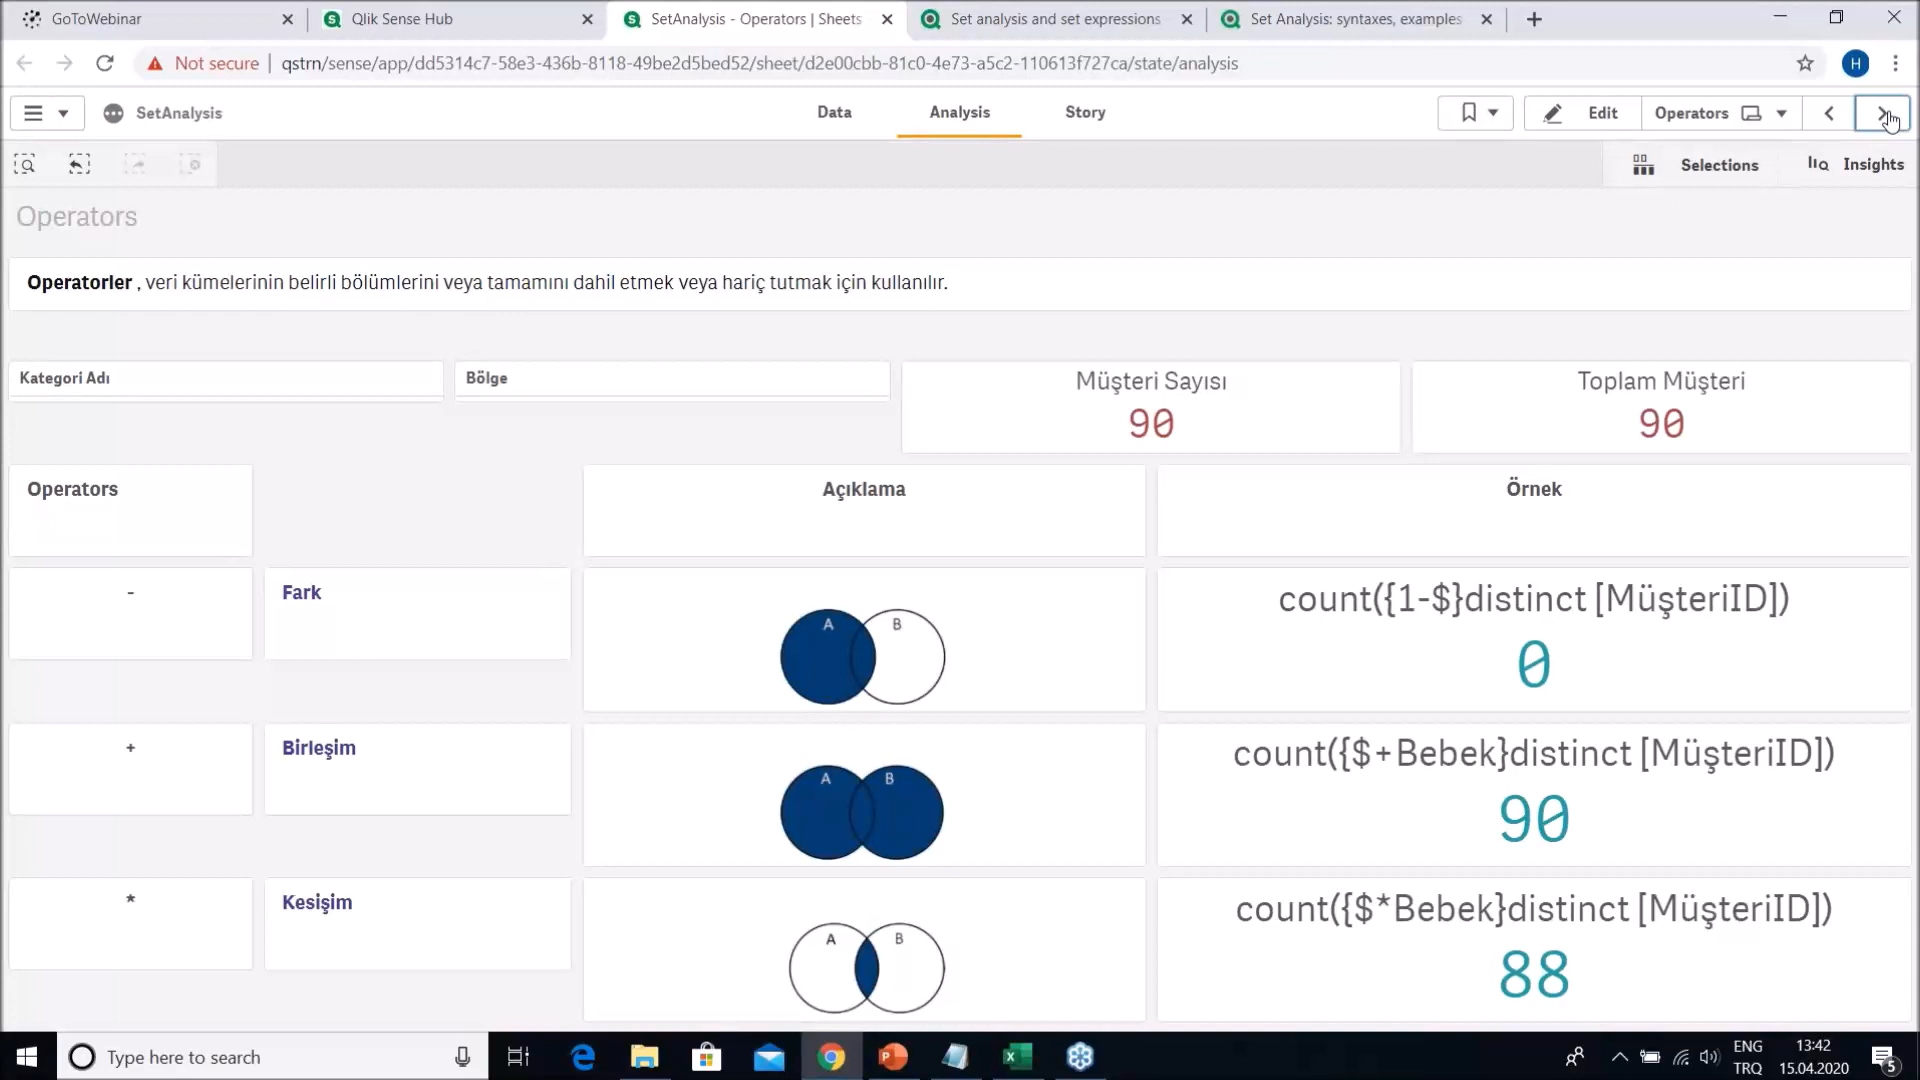 GoToWebinar
Qlik Sense Hub
SetAnalysis - Operators | Sheets
Set analysis and set expressions
Set Analysis: syntaxes, examples
Not secure
qstrn/sense/app/dd5314c7-58e3-436b-8118-49be2d5bed52/sheet/d2e00cbb-81c0-4e73-a5c2-110613f727ca/state/analysis
H
SetAnalysis
Data
Analysis
Story
Edit
Operators
Selections
Insights
Operators
Operatorler , veri kümelerinin belirli bölümlerini veya tamamını dahil etmek veya hariç tutmak için kullanılır.
Kategori Adı
Bölge
Müşteri Sayısı
90
Toplam Müşteri
90
Operators
Açıklama
Örnek
-
Fark
A
B
count({1-$}distinct [MüşteriID])
0
+
Birleşim
A
B
count({$+Bebek}distinct [MüşteriID])
90
*
Kesişim
A
B
count({$*Bebek}distinct [MüşteriID])
88
Type here to search
ENG
TRQ
13:42
15.04.2020
5